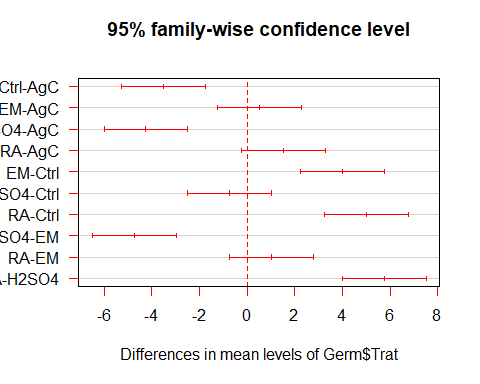 95% family-wise confidence level
Ctrl-AgC
EM-AgC
SO4-AgC
RA-AgC
EM-Ctrl
SO4-Ctrl
RA-Ctrl
SO4-EM
RA-EM
-H2SO4
-6 -4 -2 0 2 4 6 8
Differences in mean levels of Germ$Trat